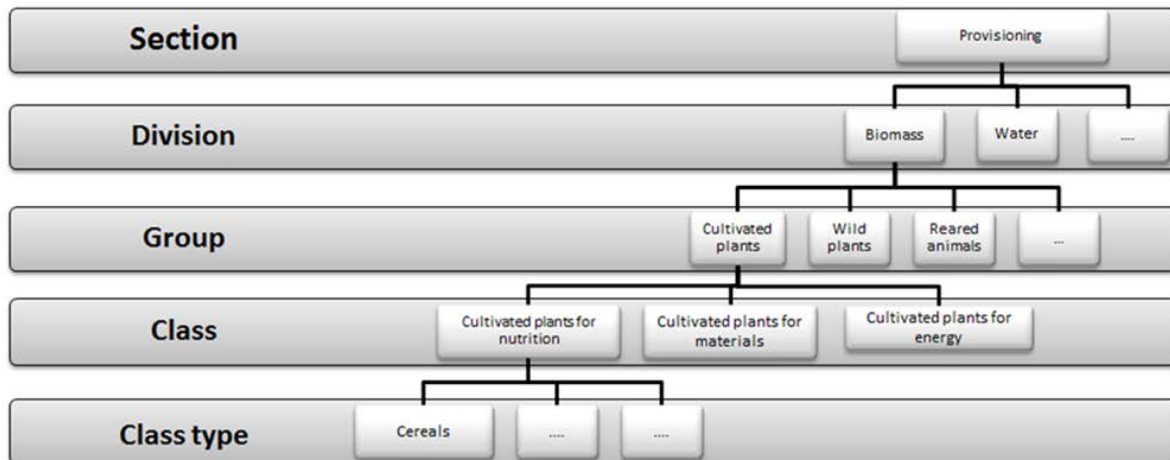 Section
Provisioning
Division
Biomass
Water
....
Group
Cultivated
plants
Wild
plants
Reared
animals
...
Class
Cultivated plants for
nutrition
Cultivated plants for
materials
Cultivated plants for
energy
Class type
Cereals
....
....